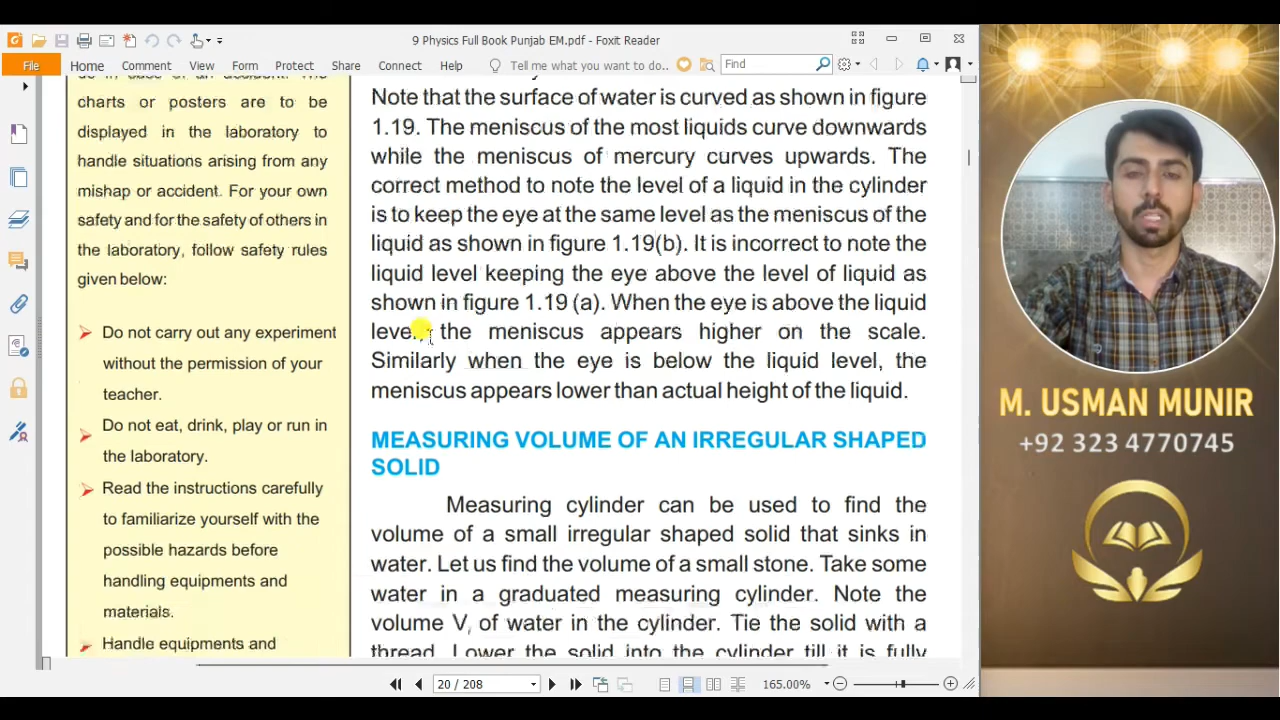 9 Physics Full Book Punjab EM.pdf - Foxit Reader
File
Home
Comment
View
Form
Protect
Share
Connect
Help
Tell me what you want to do..
Find
charts or posters are to be
displayed in the laboratory to
handle situations arising from any
mishap or accident. For your own
safety and for the safety of others in
the laboratory, follow safety rules
given below:
Do not carry out any experiment
without the permission of your
teacher.
Do not eat, drink, play or run in
the laboratory.
Read the instructions carefully
to familiarize yourself with the
possible hazards before
handling equipments and
materials.
Handle equipments and
Note that the surface of water is curved as shown in figure
1.19. The meniscus of the most liquids curve downwards
while the meniscus of mercury curves upwards. The
correct method to note the level of a liquid in the cylinder
is to keep the eye at the same level as the meniscus of the
liquid as shown in figure 1.19(b). It is incorrect to note the
liquid level keeping the eye above the level of liquid as
shown in figure 1.19 (a). When the eye is above the liquid
level, the meniscus appears higher on the scale.
Similarly when the eye is below the liquid level, the
meniscus appears lower than actual height of the liquid.
MEASURING VOLUME OF AN IRREGULAR SHAPED
SOLID
Measuring cylinder can be used to find the
volume of a small irregular shaped solid that sinks in
water. Let us find the volume of a small stone. Take some
water in a graduated measuring cylinder. Note the
volume Vi of water in the cylinder. Tie the solid with a
thread. Lower the solid into the cylinder till it is fully
20 / 208
165.00%
M. USMAN MUNIR
+92 323 4770745